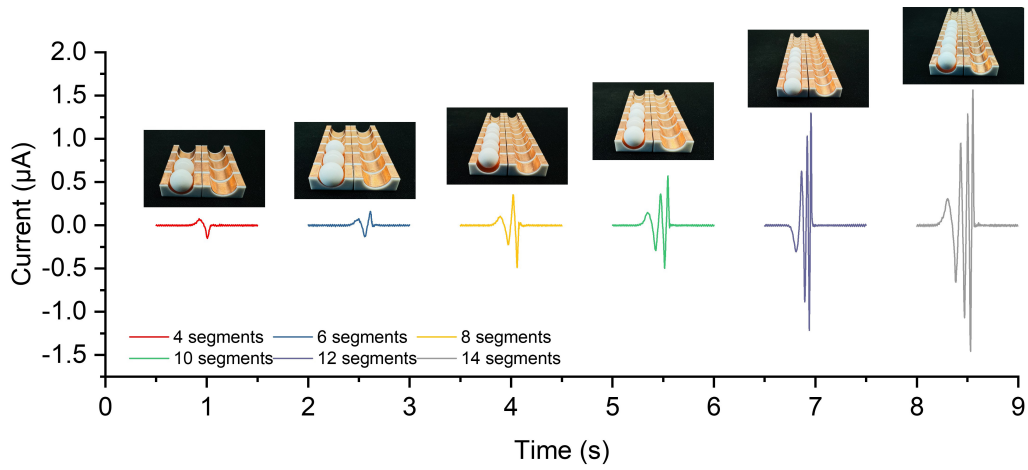 Current (μA)
2.0
1.5
1.0
0.5
0.0
-0.5
-1.0
-1.5
4 segments 6 segments 8 segments
10 segments 12 segments 14 segments
0 1 2 3 4 5 6 7 8 9
Time (s)